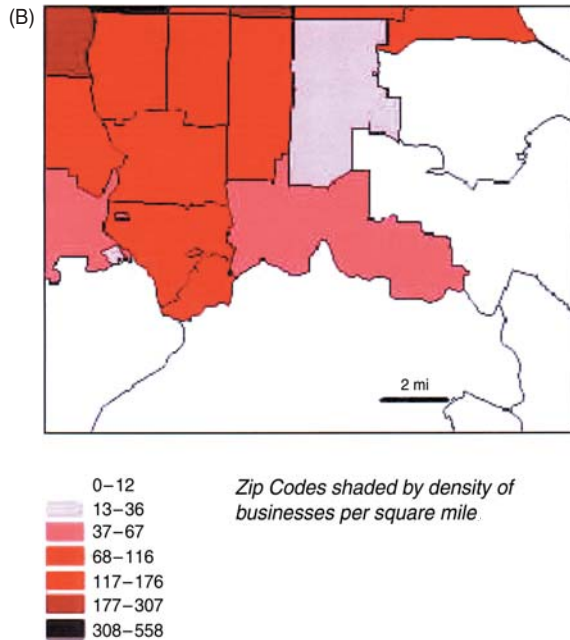 (B)
2 mi
0–12
13–36
37–67
68–116
117–176
177–307
308–558
Zip Codes shaded by density of
businesses per square mile